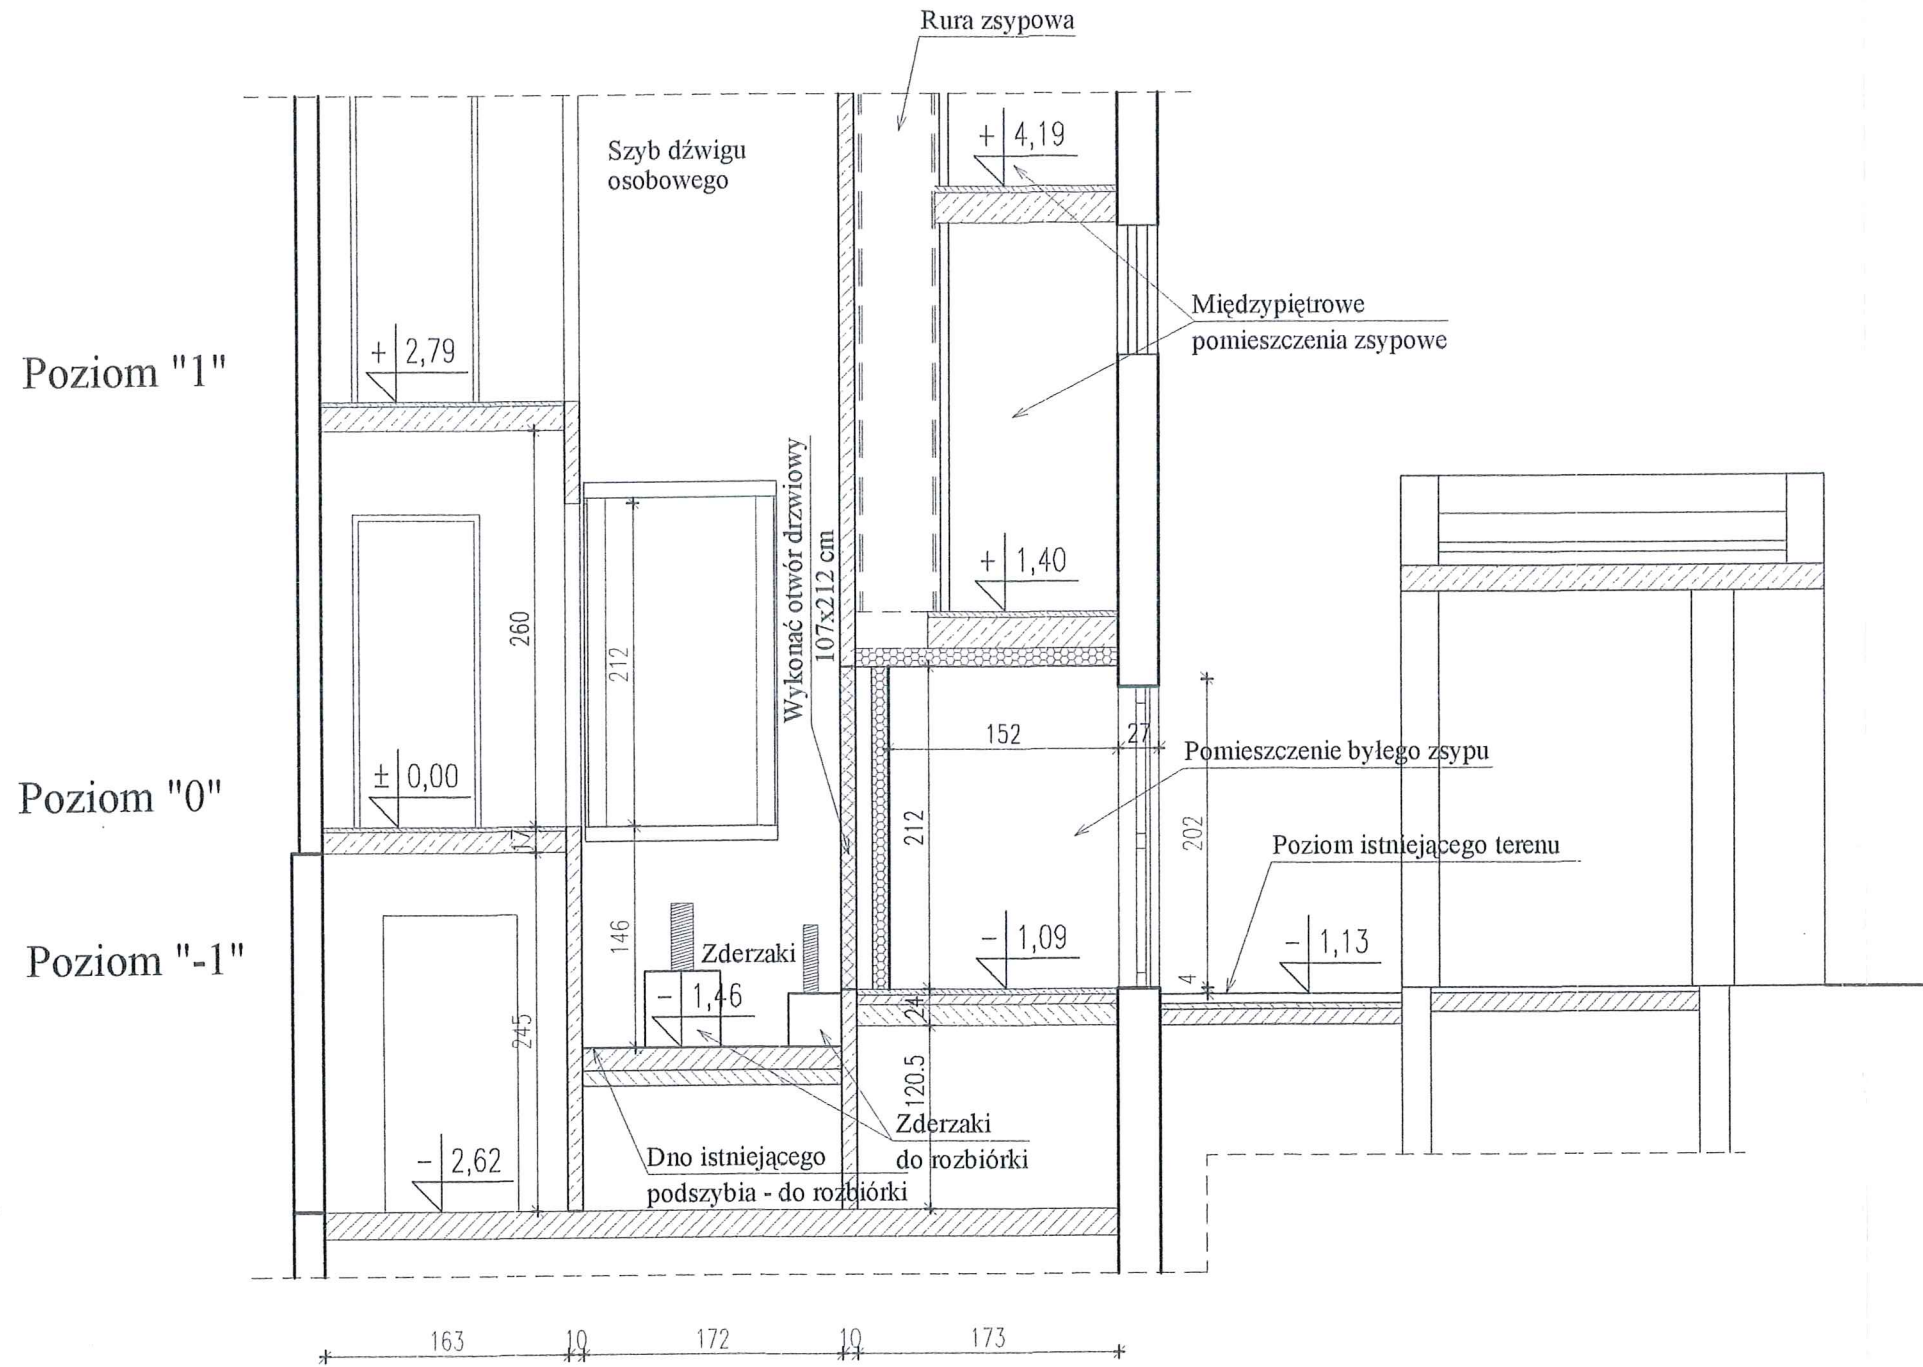 Rura zsypowa
Szyb dźwigu
osobowego
+ 4,19
Międzypiętrowe
pomieszczenia zsypowe
Poziom "1"
+ 2,79
Wykonać otwór drzwiowy
107x212 cm
+ 1,40
260
212
152
27
Pomieszczenie byłego zsypu
Poziom "0"
± 0,00
17
212
202
Poziom istniejącego terenu
Poziom "-1"
146
Zderzaki
- 1,09
- 1,13
4
- 1,46
24
245
120.5
Zderzaki
do rozbiórki
Dno istniejącego
podszybia - do rozbiórki
- 2,62
163
10
172
10
173